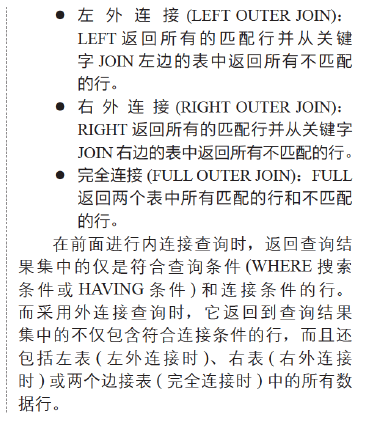 ● 左外连接 (LEFT OUTER JOIN)：
LEFT 返回所有的匹配行并从关键
字 JOIN 左边的表中返回所有不匹配
的行。
● 右外连接 (RIGHT OUTER JOIN)：
RIGHT 返回所有的匹配行并从关键字
JOIN 右边的表中返回所有不匹配的行。
● 完全连接 (FULL OUTER JOIN)：FULL
返回两个表中所有匹配的行和不匹配
的行。
在前面进行内连接查询时，返回查询结
果集中的仅是符合查询条件 (WHERE 搜索
条件或 HAVING 条件 ) 和连接条件的行。
而采用外连接查询时，它返回到查询结果
集中的不仅包含符合连接条件的行，而且还
包括左表 ( 左外连接时 )、右表 ( 右外连接
时 ) 或两个边接表 ( 完全连接时 ) 中的所有数
据行。